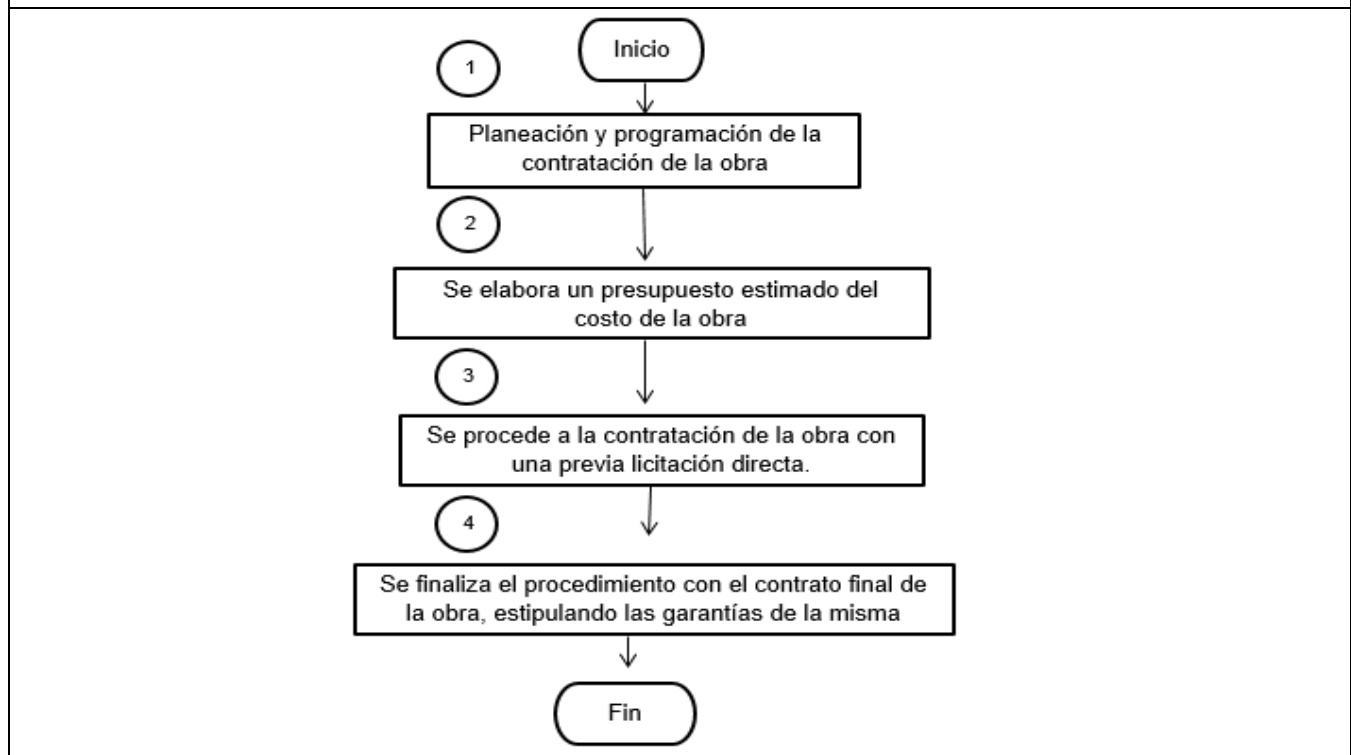 Inicio
1
Planeación y programación de la
contratación de la obra
2
Se elabora un presupuesto estimado del
costo de la obra
3
Se procede a la contratación de la obra con
una previa licitación directa.
4
Se finaliza el procedimiento con el contrato final de
la obra, estipulando las garantías de la misma
Fin